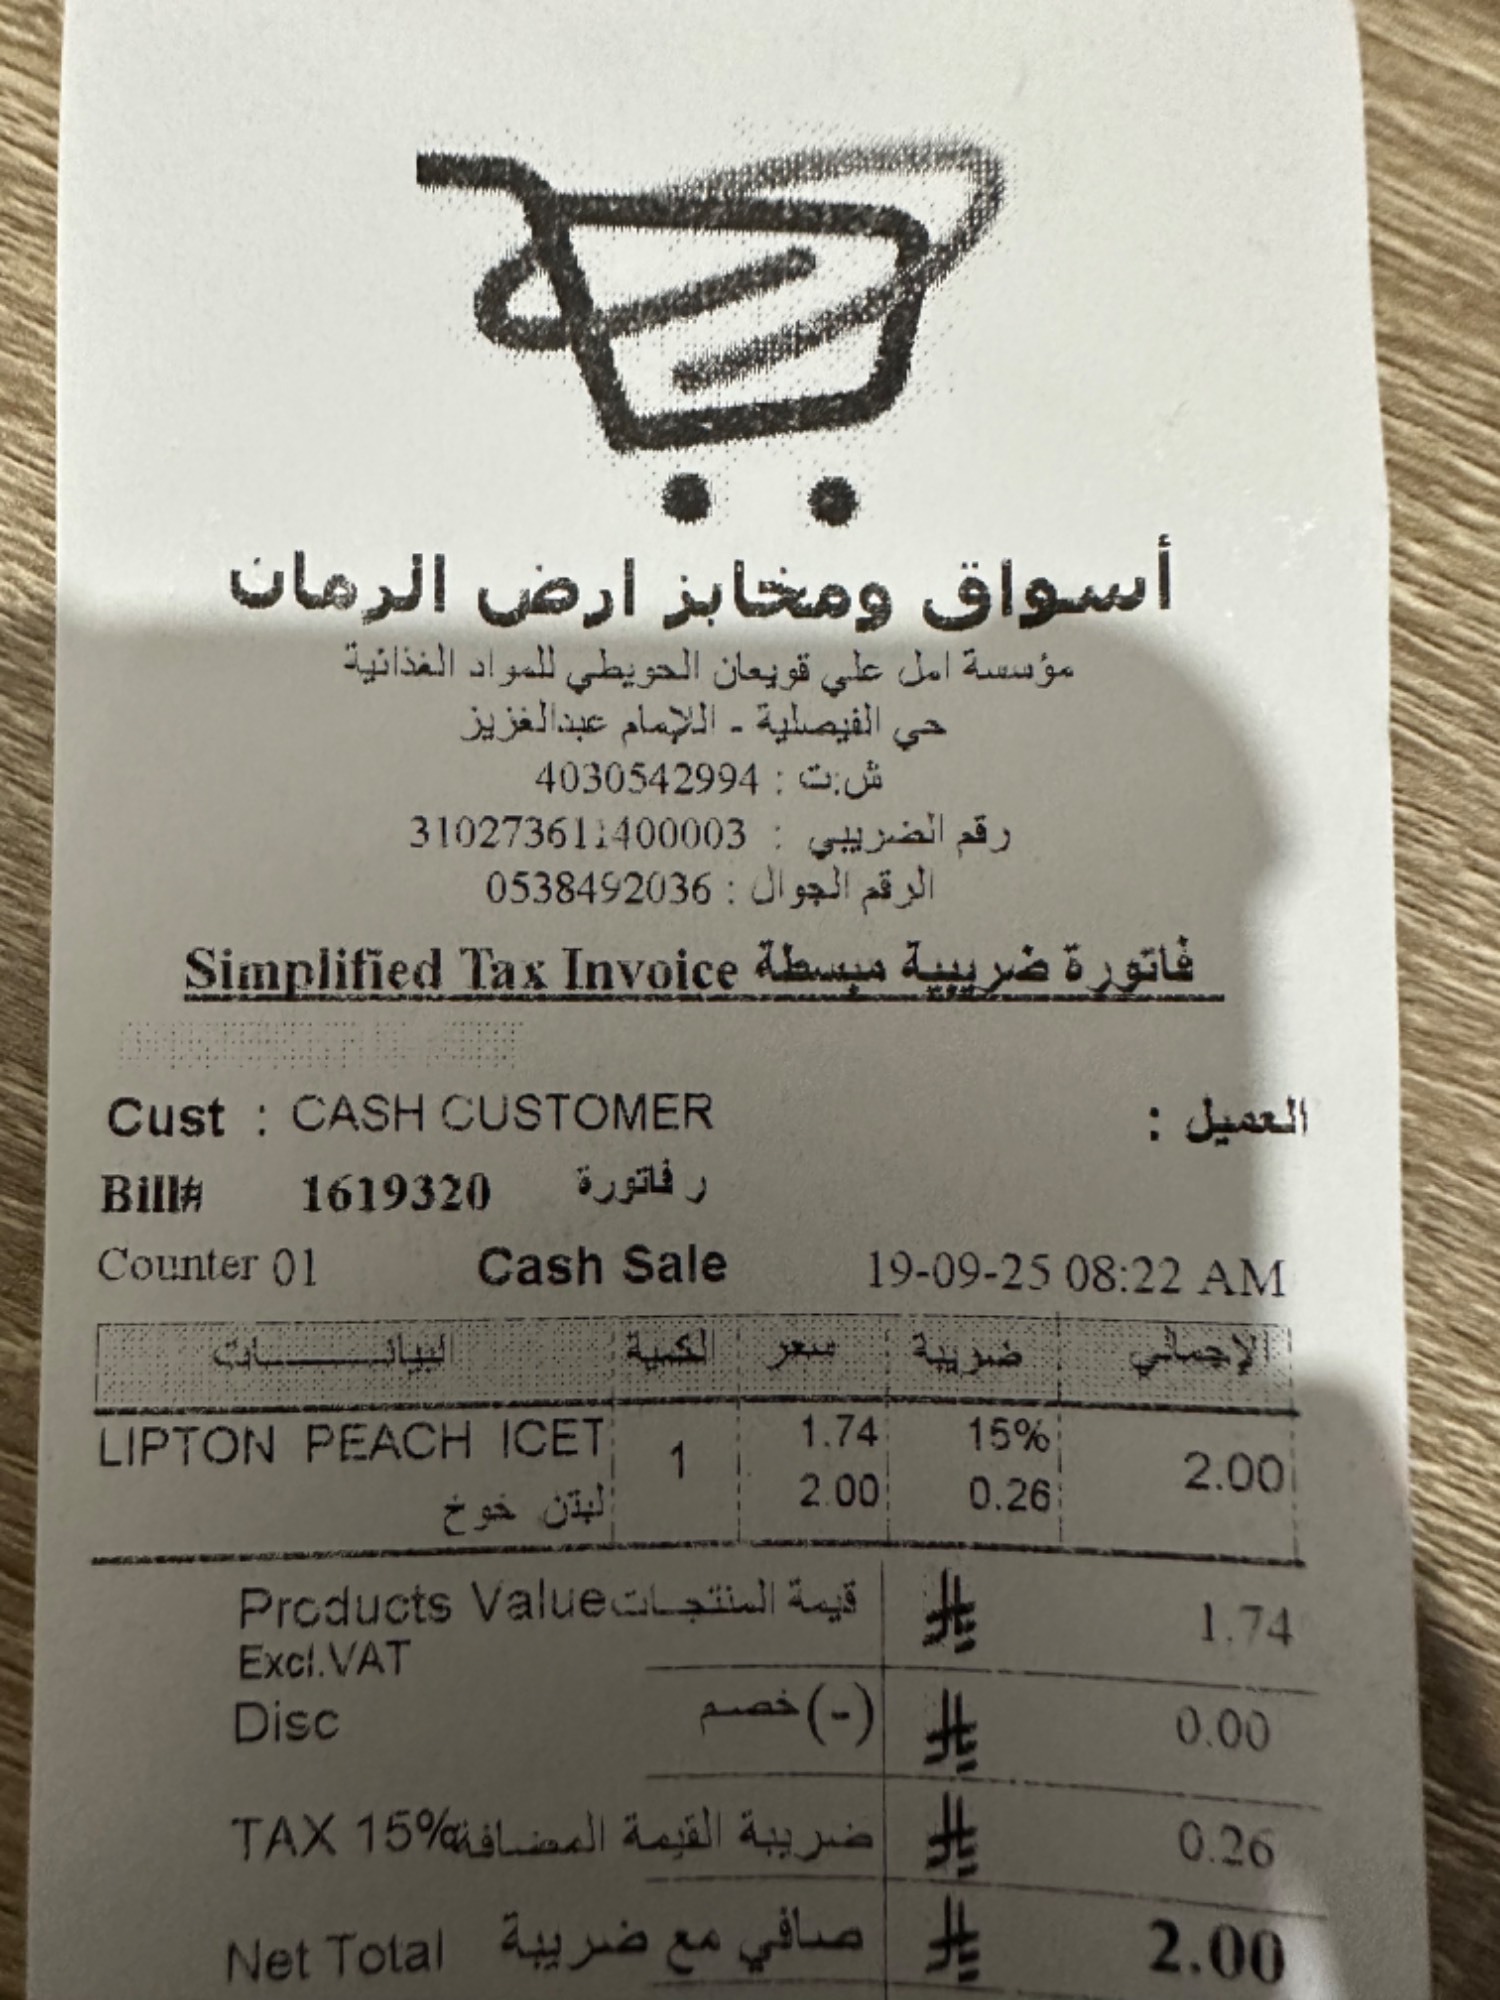 أسواق ومخابز ارض الرمان
مؤسسة امل علي قويعان الحويطي للمواد الغذائية
حي الفيصلية - اللإمام عبدالغزيز
ش:ت : 4030542994
رقم الضريبي : 310273611400003
الرقم الجوال : 0538492036
Simplified Tax Invoice فاتورة ضريبية مبسطة
Cust : CASH CUSTOMER العميل :
Bill# 1619320 ر فاتورة
Counter 01 Cash Sale 19-09-25 08:22 AM
البيانــــــات الكمية سعر ضريبة الإجمالي
LIPTON PEACH ICET 1 1.74 15% 2.00
لبتن خوخ 2.00 0.26
Products Value قيمة المنتجات 1.74
Excl.VAT
Disc خصم (-) 0.00
TAX 15% ضريبة القيمة المضافة 0.26
Net Total صافي مع ضريبة 2.00